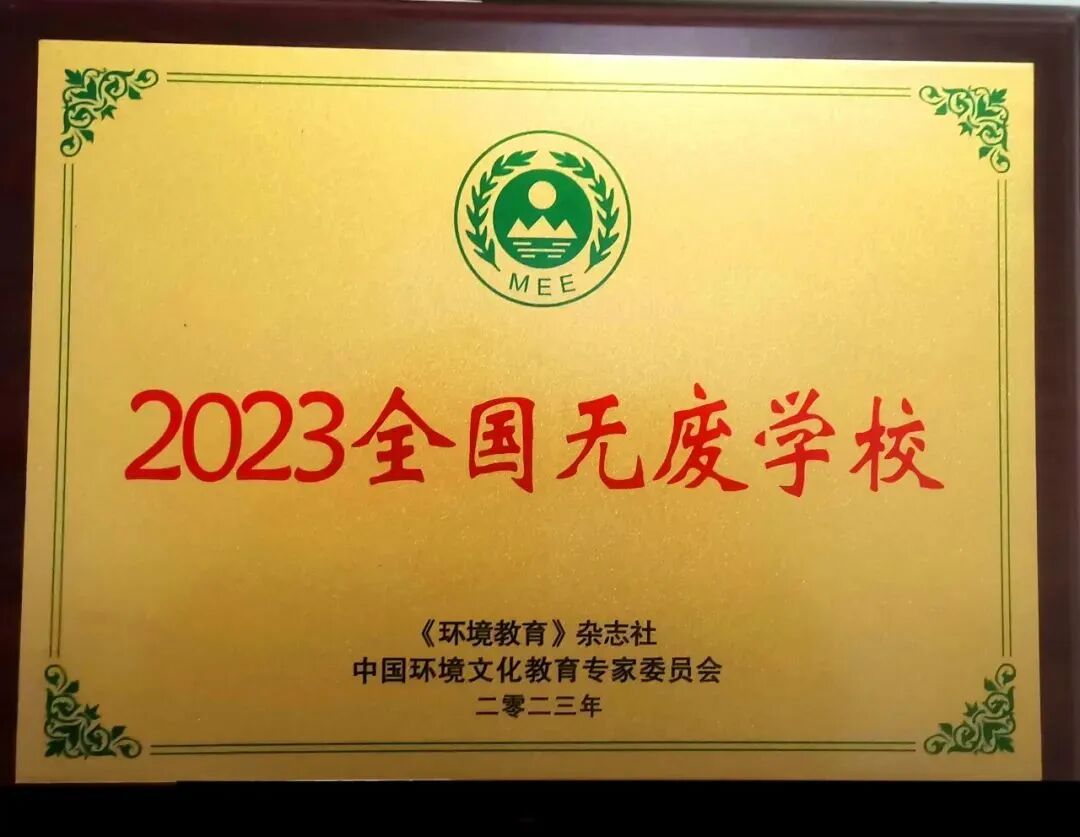 MEE
2023全国无废学校
《环境教育》杂志社
中国环境文化教育专家委员会
二零二三年